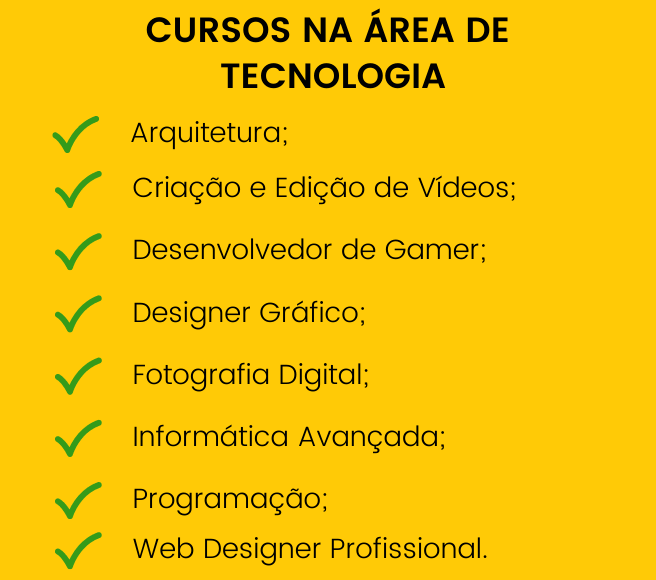 CURSOS NA ÁREA DE
TECNOLOGIA
Arquitetura;
Criação e Edição de Vídeos;
Desenvolvedor de Gamer;
Designer Gráfico;
Fotografia Digital;
Informática Avançada;
Programação;
Web Designer Profissional.